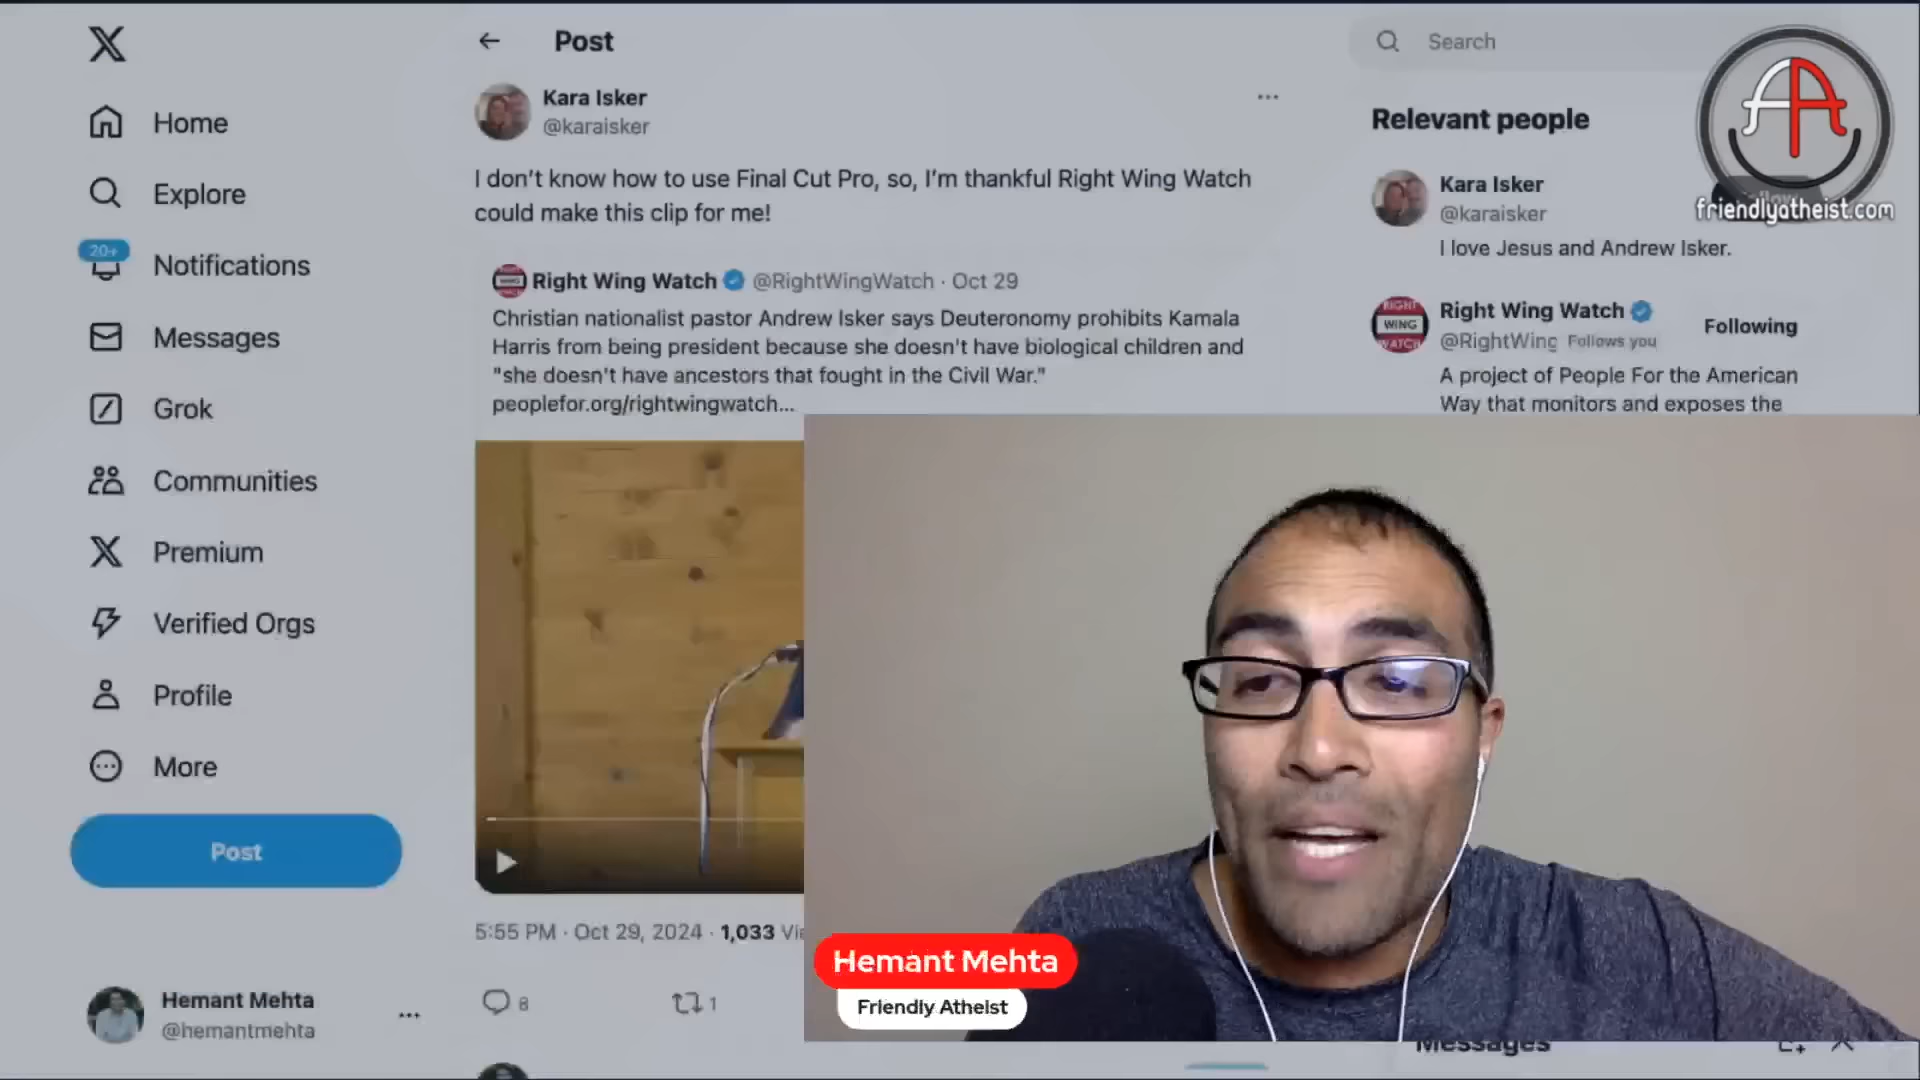 Home
Explore
20+
Notifications
Messages
Grok
Communities
Premium
Verified Orgs
Profile
More
Post
Hemant Mehta
@hemantmehta
Post
Kara Isker
@karaisker
I don't know how to use Final Cut Pro, so, I'm thankful Right Wing Watch
could make this clip for me!
Right Wing Watch @RightWingWatch · Oct 29
Christian nationalist pastor Andrew Isker says Deuteronomy prohibits Kamala
Harris from being president because she doesn't have biological children and
"she doesn't have ancestors that fought in the Civil War."
peoplefor.org/rightwingwatch...
5:55 PM · Oct 29, 2024 · 1,033
8
1
Search
friendlyatheist.com
Relevant people
Kara Isker
@karaisker
I love Jesus and Andrew Isker.
RIGHT
WING
WATCH
Right Wing Watch
@RightWing Follows you
Following
A project of People For the American
Way that monitors and exposes the
Hemant Mehta
Friendly Atheist
Messages